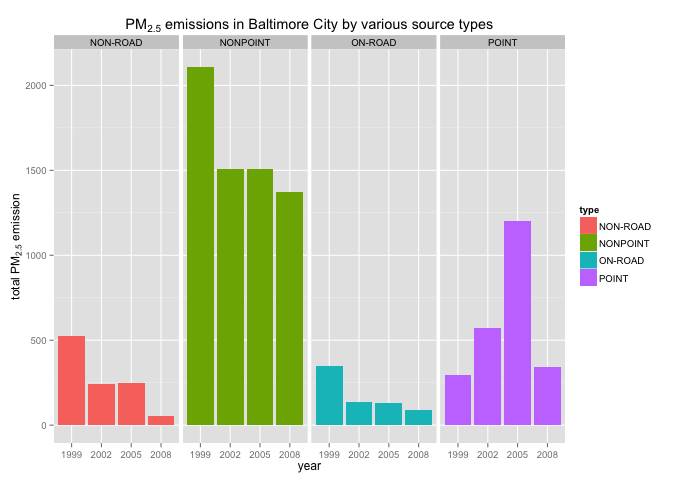 PM2.5 emissions in Baltimore City by various source types
NON-ROAD NONPOINT ON-ROAD POINT
2000
1500
1000
500
0
total PM2.5 emission
1999 2002 2005 2008 1999 2002 2005 2008 1999 2002 2005 2008 1999 2002 2005 2008
year
type
NON-ROAD
NONPOINT
ON-ROAD
POINT